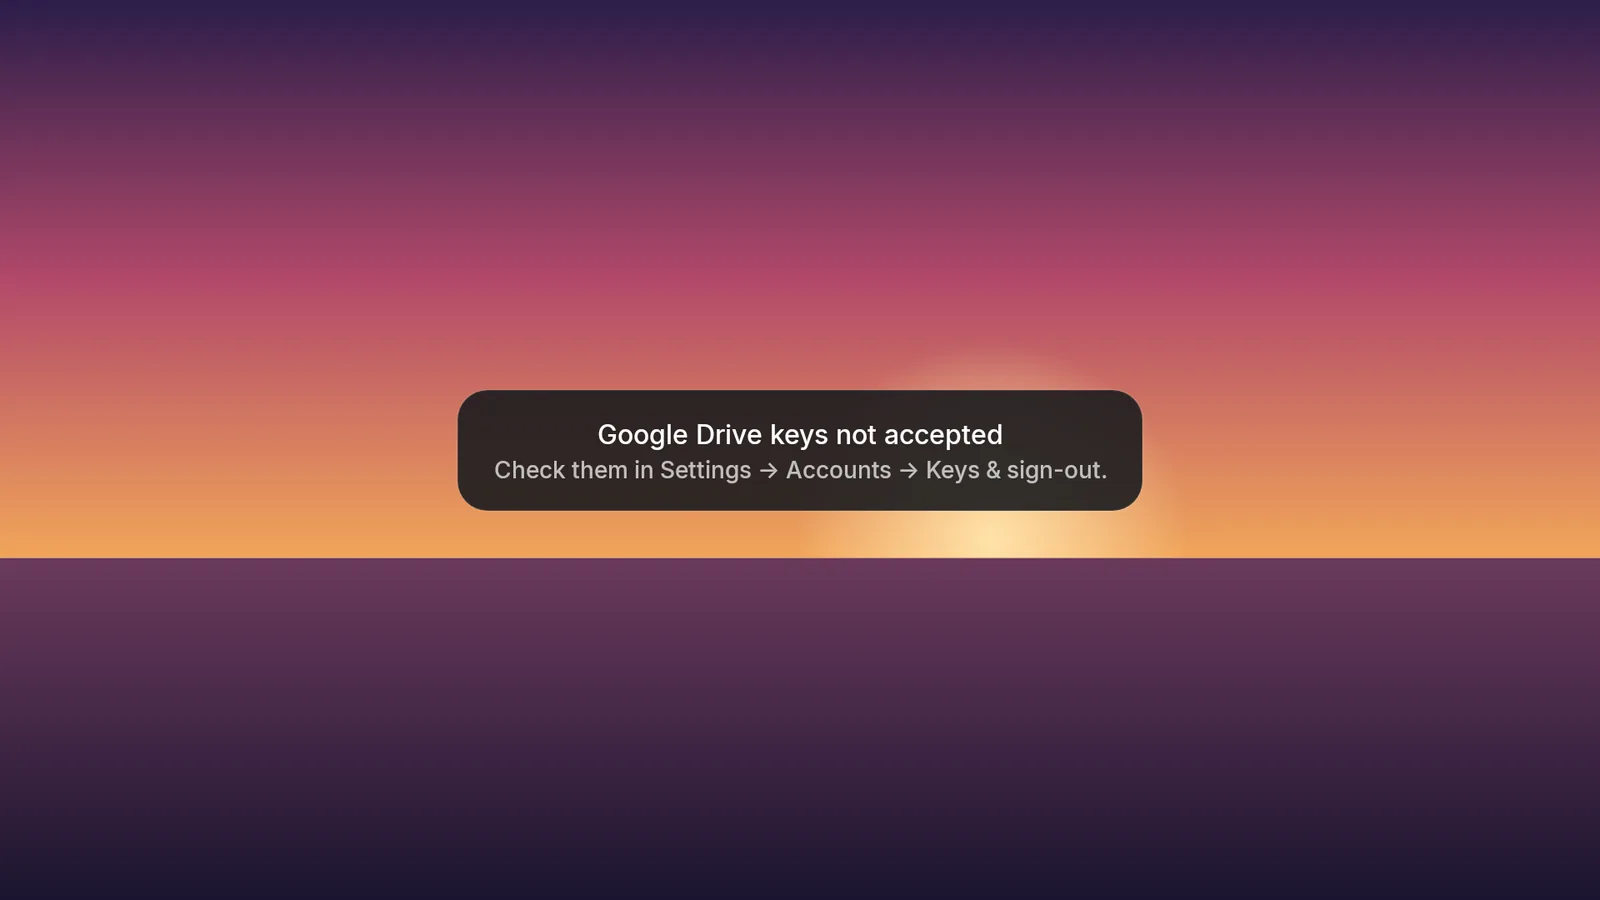 Google Drive keys not accepted
Check them in Settings → Accounts → Keys & sign-out.